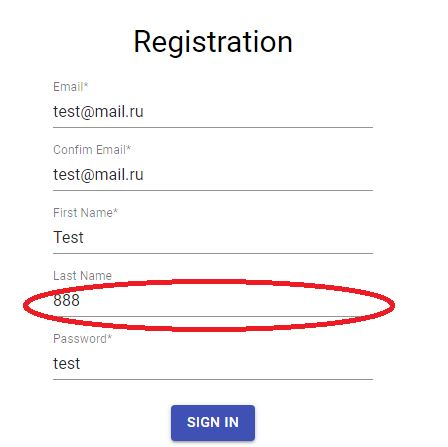 Registration
Email*
test@mail.ru
Confim Email*
test@mail.ru
First Name*
Test
Last Name
888
Password*
test
SIGN IN